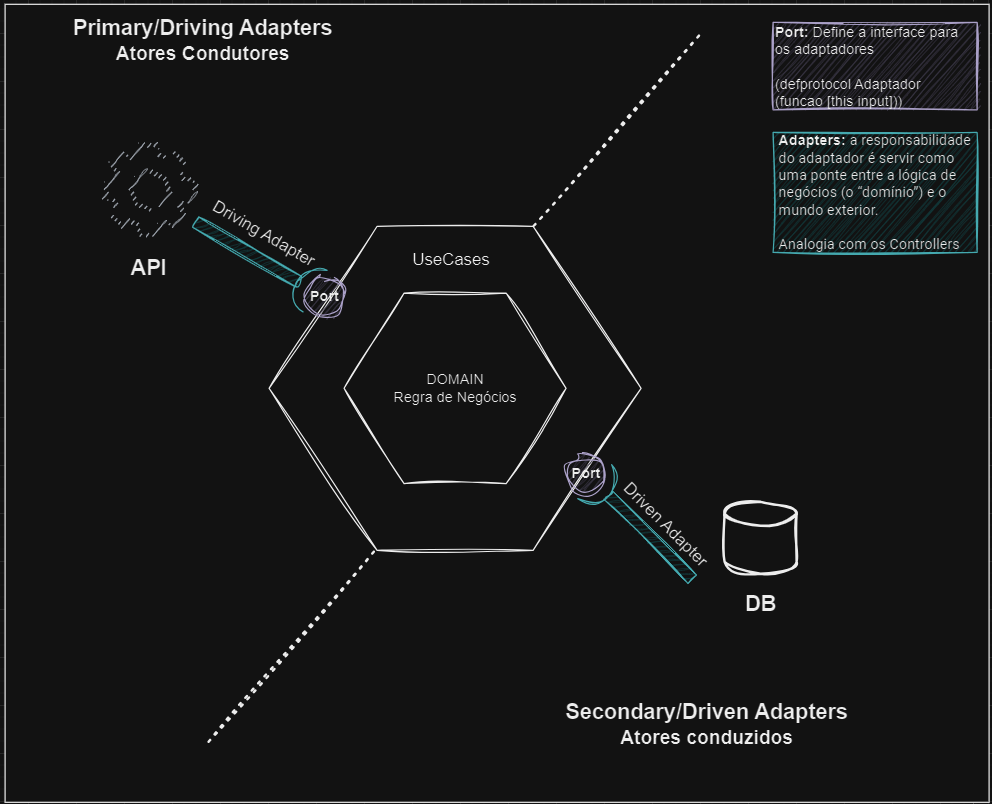 Primary/Driving Adapters
Atores Condutores
Port: Define a interface para
os adaptadores
(defprotocol Adaptador
(funcao [this input]))
Adapters: a responsabilidade
do adaptador é servir como
uma ponte entre a lógica de
negócios (o “domínio”) e o
mundo exterior.
Analogia com os Controllers
API
Driving Adapter
Port
UseCases
DOMAIN
Regra de Negócios
Port
Driven Adapter
DB
Secondary/Driven Adapters
Atores conduzidos